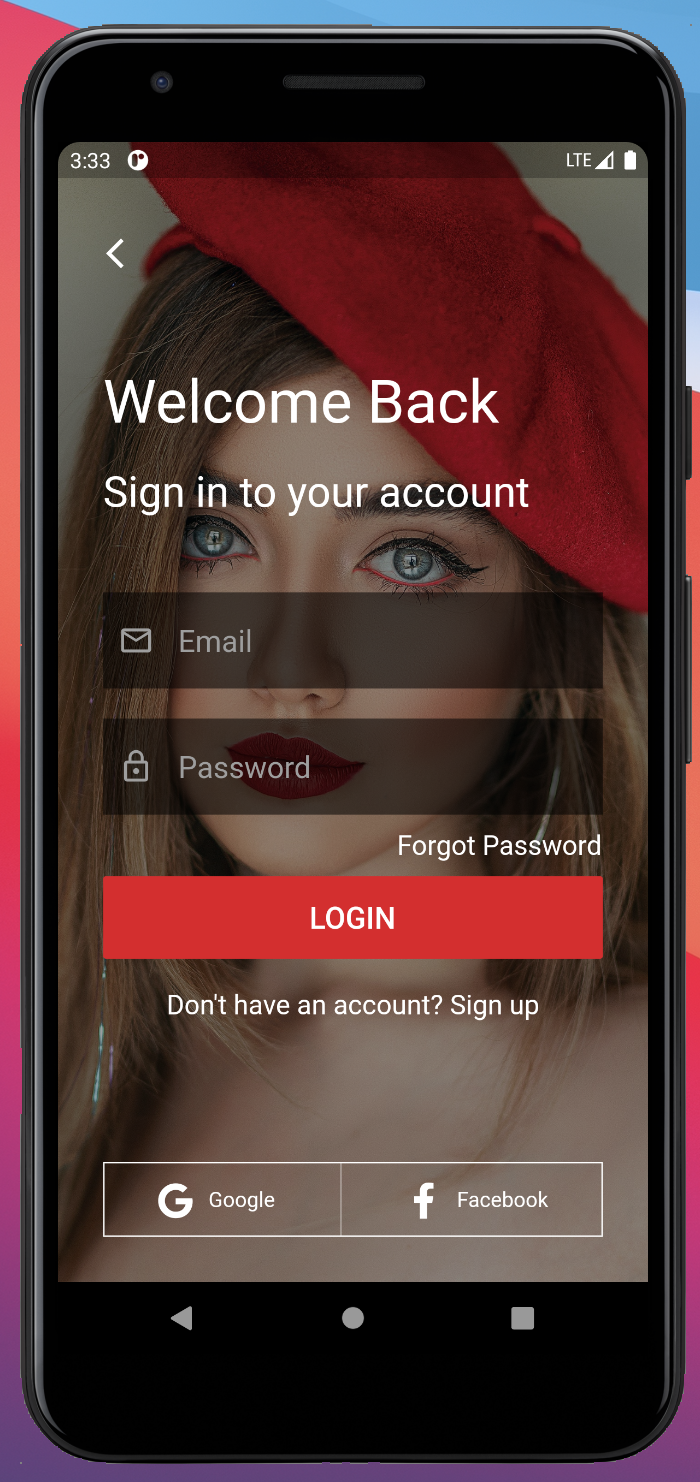 3:33
LTE
Welcome Back
Sign in to your account
Email
Password
Forgot Password
LOGIN
Don't have an account? Sign up
Google
Facebook